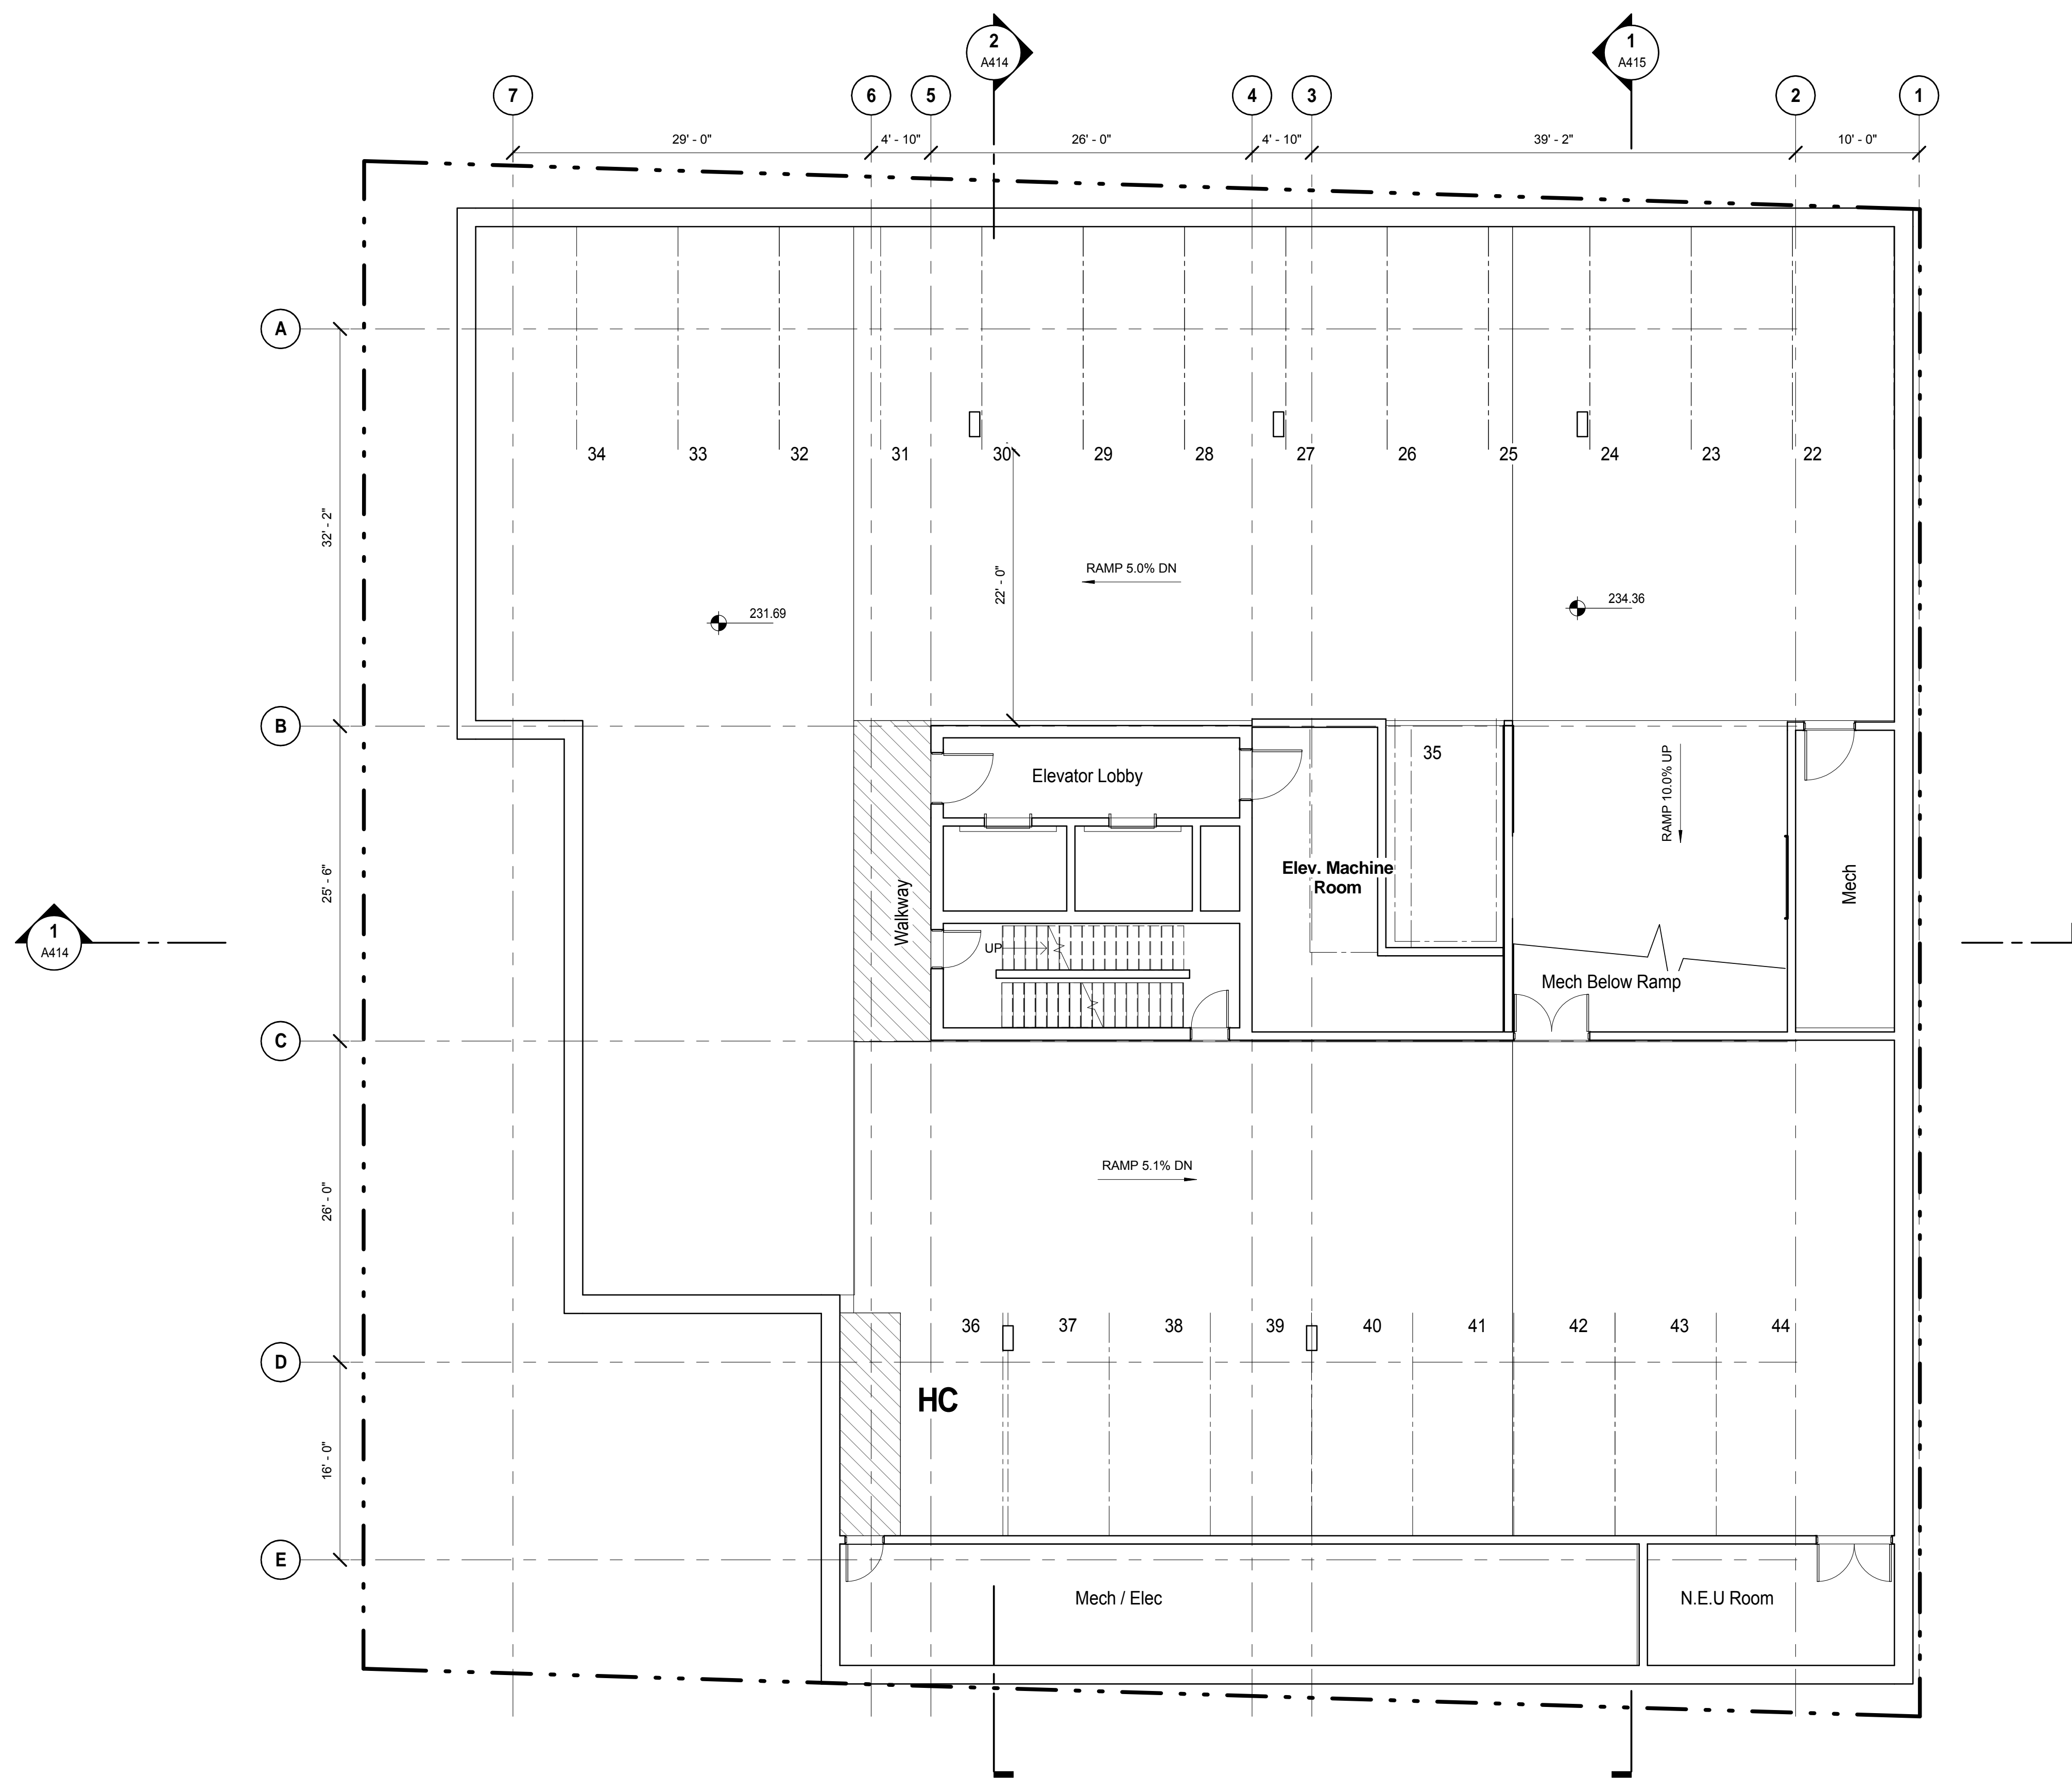 2
A414
1
A415
7
6
5
4
3
2
1
29' - 0"
4' - 10"
26' - 0"
4' - 10"
39' - 2"
10' - 0"
A
34
33
32
31
30
29
28
27
26
25
24
23
22
32' - 2"
RAMP 5.0% DN
22' - 0"
231.69
234.36
B
35
Elevator Lobby
RAMP 10.0% UP
Elev. Machine
Room
Mech
25' - 6"
Walkway
1
A414
UP
Mech Below Ramp
C
RAMP 5.1% DN
26' - 0"
36
37
38
39
40
41
42
43
44
D
HC
16' - 0"
E
Mech / Elec
N.E.U Room